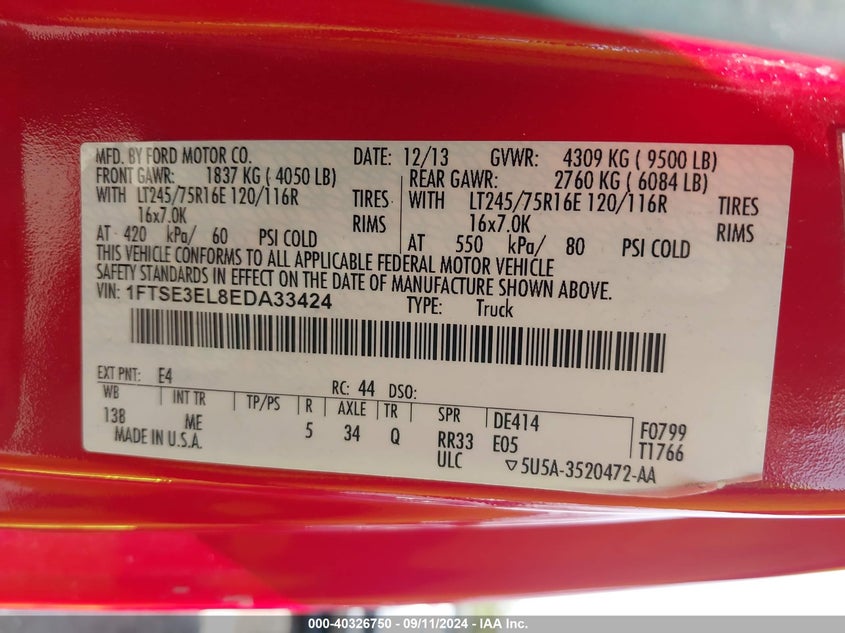 MFD. BY FORD MOTOR CO. DATE: 12/13 GVWR: 4309 KG ( 9500 LB)
FRONT GAWR: 1837 KG ( 4050 LB) REAR GAWR: 2760 KG ( 6084 LB)
WITH LT245/75R16E 120/116R TIRES WITH LT245/75R16E 120/116R TIRES
16x7.0K RIMS 16x7.0K RIMS
AT 420 kPa/ 60 PSI COLD AT 550 kPa/ 80 PSI COLD
THIS VEHICLE CONFORMS TO ALL APPLICABLE FEDERAL MOTOR VEHICLE
SAFETY STANDARDS IN EFFECT ON THE DATE OF MANUFACTURE SHOWN ABOVE.
VIN: 1FTSE3EL8EDA33424 TYPE: Truck
EXT PNT: E4 RC: 44 DSO:
WB INT TR TP/PS R AXLE TR SPR DE414 F0799
138 ME 5 34 Q RR33 E05 T1766
MADE IN U.S.A. ULC ▽5U5A-3520472-AA
000-40326750 - 09/11/2024 - IAA Inc.